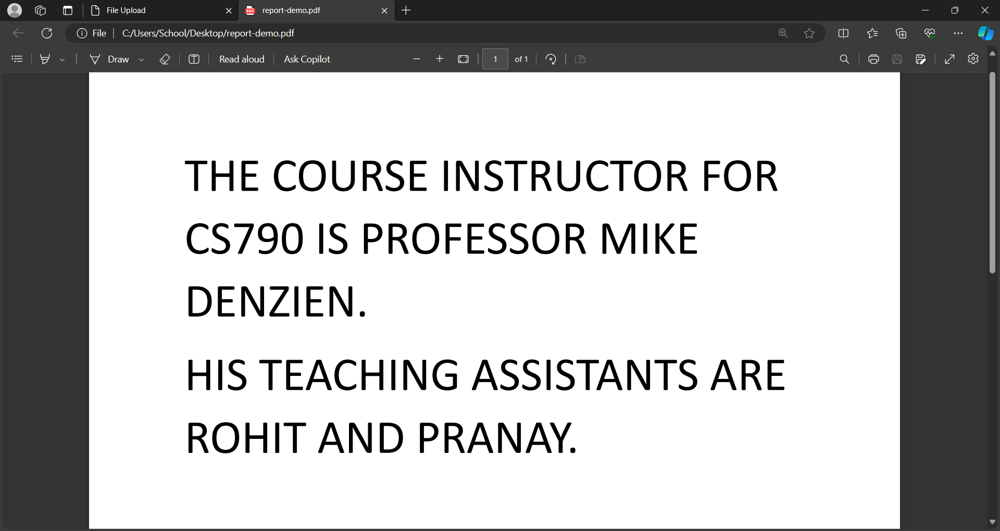 File Upload
report-demo.pdf
File
C:/Users/School/Desktop/report-demo.pdf
Draw
Read aloud
Ask Copilot
1
of 1
THE COURSE INSTRUCTOR FOR
CS790 IS PROFESSOR MIKE
DENZIEN.
HIS TEACHING ASSISTANTS ARE
ROHIT AND PRANAY.